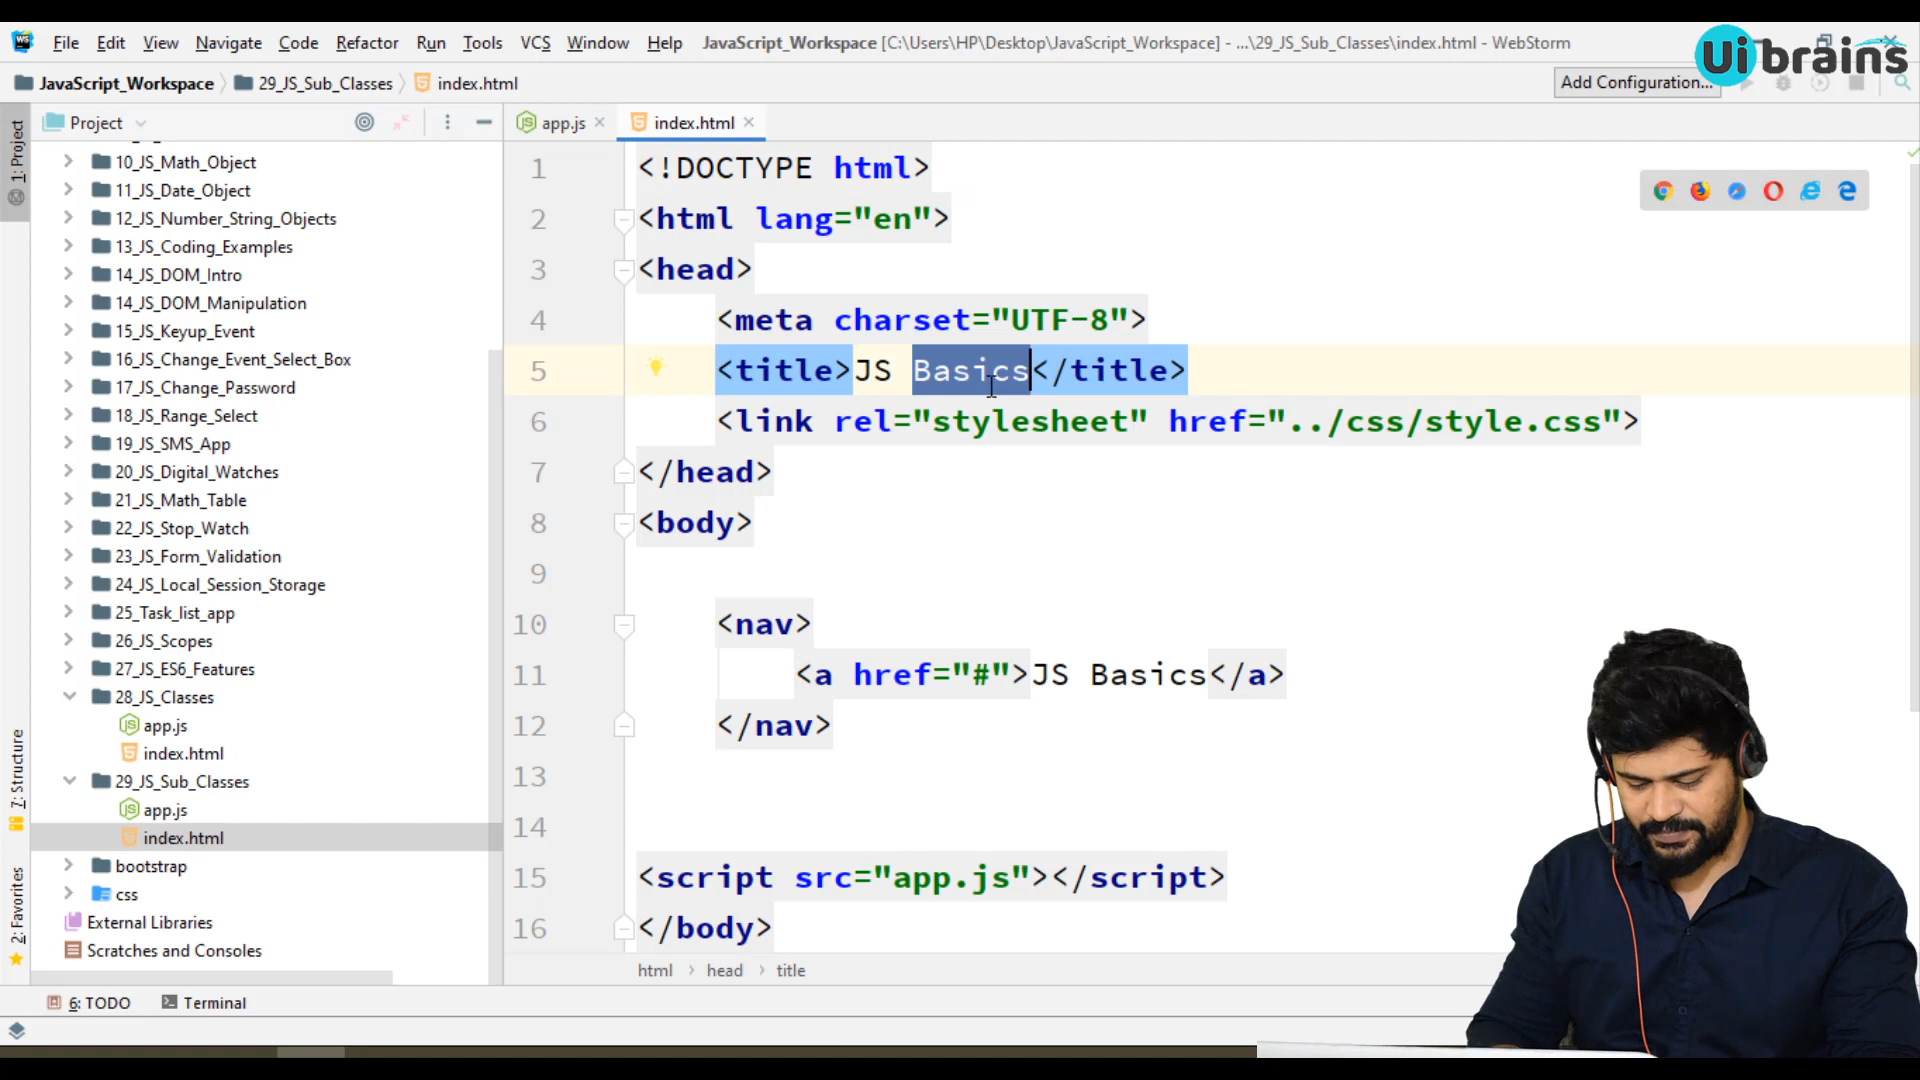 File Edit View Navigate Code Refactor Run Tools VCS Window Help JavaScript_Workspace [C:\Users\HP\Desktop\JavaScript_Workspace] - ...\29_JS_Sub_Classes\index.html - WebStorm
Ui brains
JavaScript_Workspace 29_JS_Sub_Classes index.html
Add Configuration...
Project
app.js
index.html
1: Project
10_JS_Math_Object
11_JS_Date_Object
12_JS_Number_String_Objects
13_JS_Coding_Examples
14_JS_DOM_Intro
14_JS_DOM_Manipulation
15_JS_Keyup_Event
16_JS_Change_Event_Select_Box
17_JS_Change_Password
18_JS_Range_Select
19_JS_SMS_App
20_JS_Digital_Watches
21_JS_Math_Table
22_JS_Stop_Watch
23_JS_Form_Validation
24_JS_Local_Session_Storage
25_Task_list_app
26_JS_Scopes
27_JS_ES6_Features
28_JS_Classes
app.js
index.html
29_JS_Sub_Classes
app.js
index.html
bootstrap
css
External Libraries
Scratches and Consoles
7: Structure
2: Favorites
1 <!DOCTYPE html>
2 <html lang="en">
3 <head>
4 <meta charset="UTF-8">
5 <title>JS Basics</title>
6 <link rel="stylesheet" href="../css/style.css">
7 </head>
8 <body>
9
10 <nav>
11 <a href="#">JS Basics</a>
12 </nav>
13
14
15 <script src="app.js"></script>
16 </body>
html head title
6: TODO Terminal